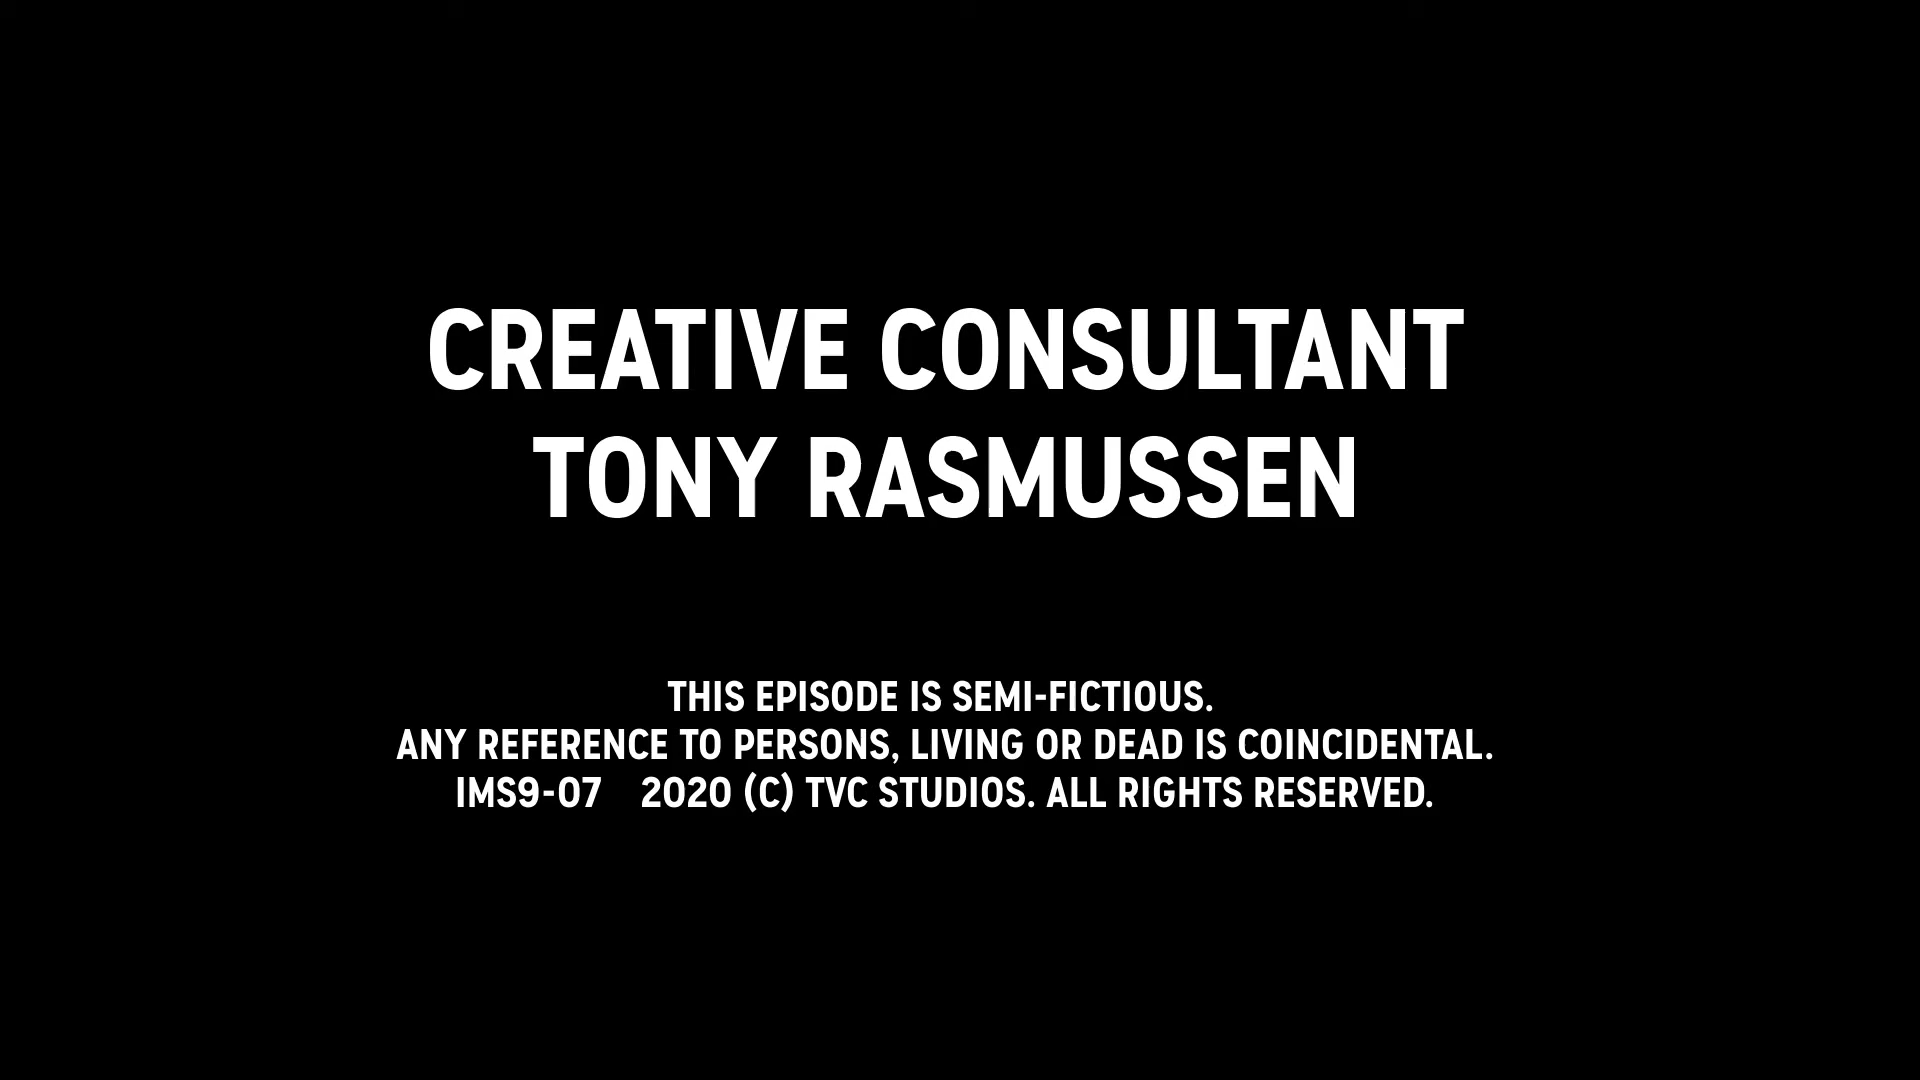 CREATIVE CONSULTANT
TONY RASMUSSEN
THIS EPISODE IS SEMI-FICTIOUS.
ANY REFERENCE TO PERSONS, LIVING OR DEAD IS COINCIDENTAL.
IMS9-07 2020 (C) TVC STUDIOS. ALL RIGHTS RESERVED.